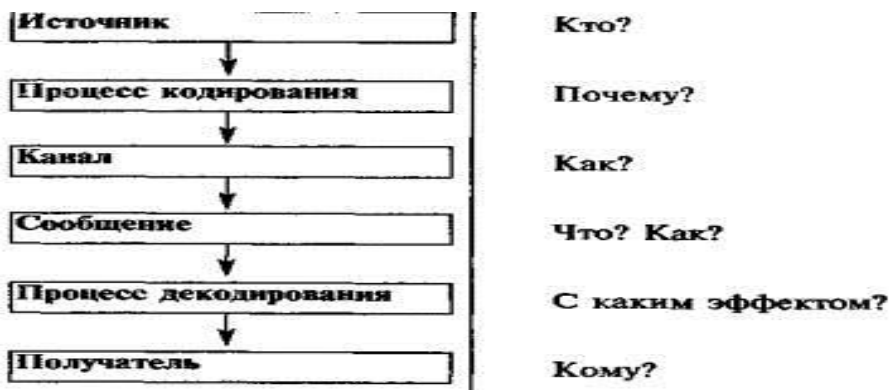 Источник Кто?
Процесс кодирования Почему?
Канал Как?
Сообщение Что? Как?
Процесс декодирования С каким эффектом?
Получатель Кому?